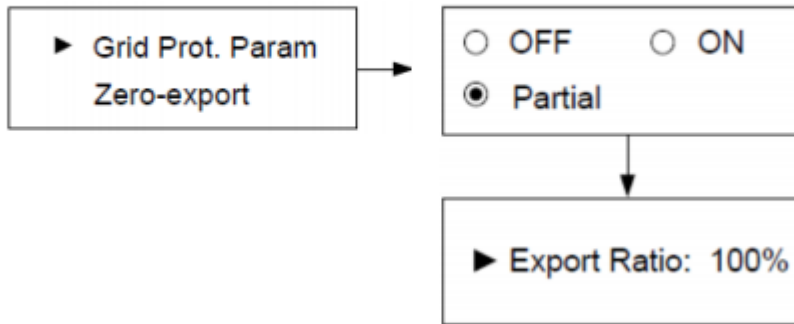 ► Grid Prot. Param
Zero-export
OFF ON
Partial
► Export Ratio: 100%